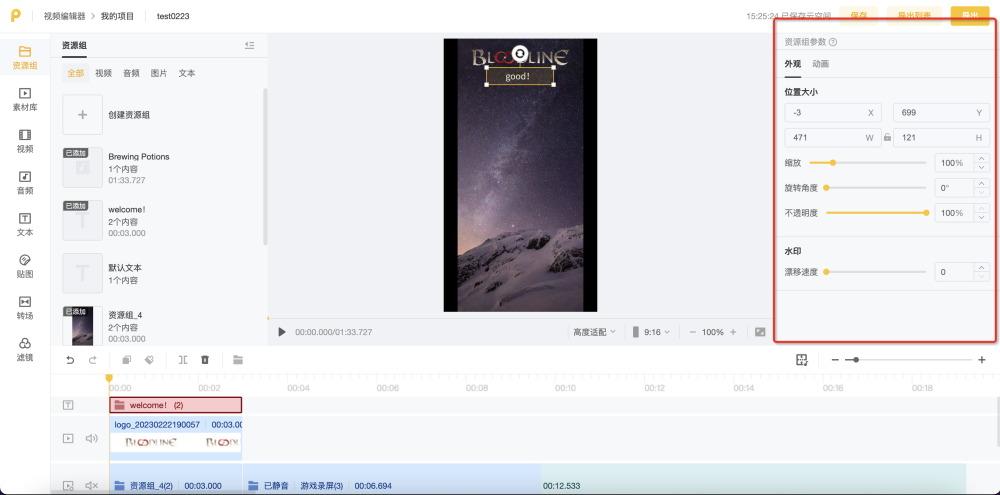 视频编辑器 > 我的项目 test0223
15:25:24 已保存云空间 保存 导出列表 导出
资源组
素材库
视频
音频
文本
贴图
转场
滤镜
资源组
全部 视频 音频 图片 文本
创建资源组
已添加
Brewing Potions
1个内容
01:33.727
已添加
welcome!
2个内容
00:03.000
默认文本
1个内容
已添加
资源组_4
2个内容
00:03.000
BLOODLINE
good!
00:00.000/01:33.727 高度适配 9:16 − 100% +
资源组参数 ?
外观 动画
位置大小
-3 X 699 Y
471 W 121 H
缩放 100%
旋转角度 0°
不透明度 100%
水印
漂移速度 0
00:00 00:02 00:04 00:06 00:08 00:10 00:12 00:14 00:16 00:18
welcome! (2)
logo_20230222190057 00:03.00
BLOODLINE BLOODL
资源组_4(2) 00:03.000 已静音 游戏录屏(3) 00:06.694 00:12.533